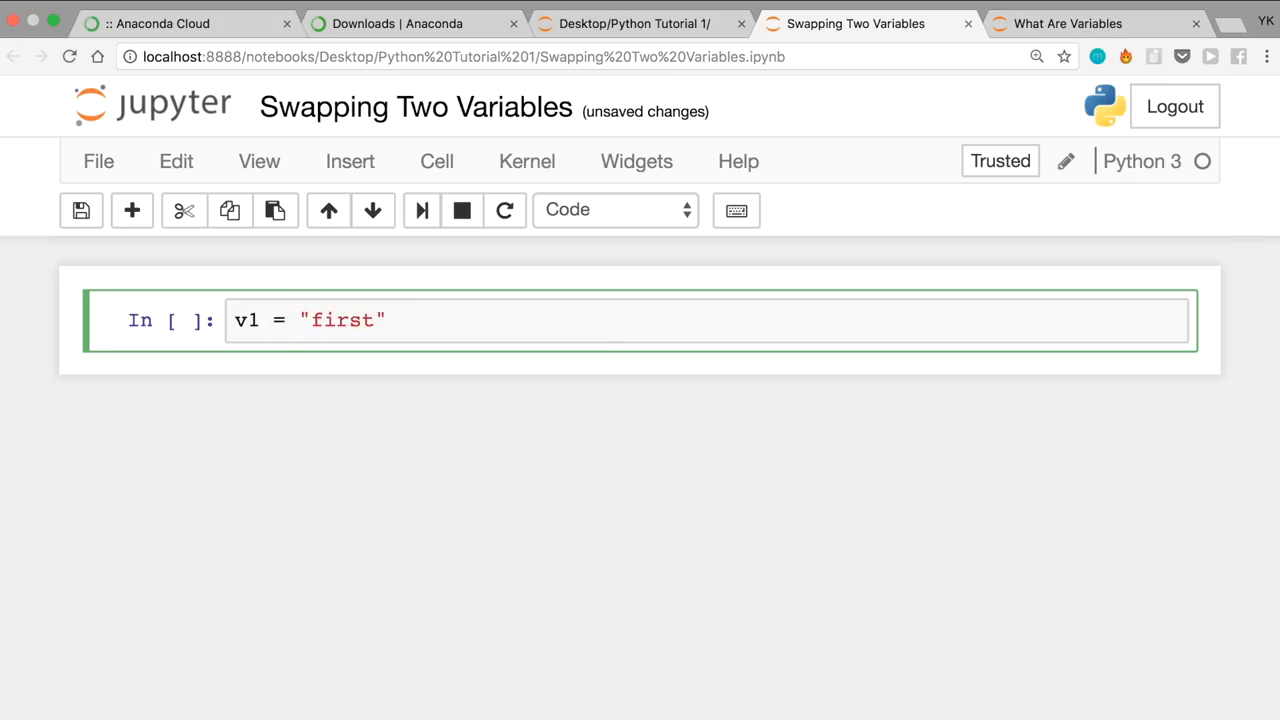 :: Anaconda Cloud
Downloads | Anaconda
Desktop/Python Tutorial 1/
Swapping Two Variables
What Are Variables
YK
localhost:8888/notebooks/Desktop/Python%20Tutorial%201/Swapping%20Two%20Variables.ipynb
jupyter
Swapping Two Variables (unsaved changes)
Logout
File Edit View Insert Cell Kernel Widgets Help
Trusted
Python 3
Code
In [ ]: v1 = "first"